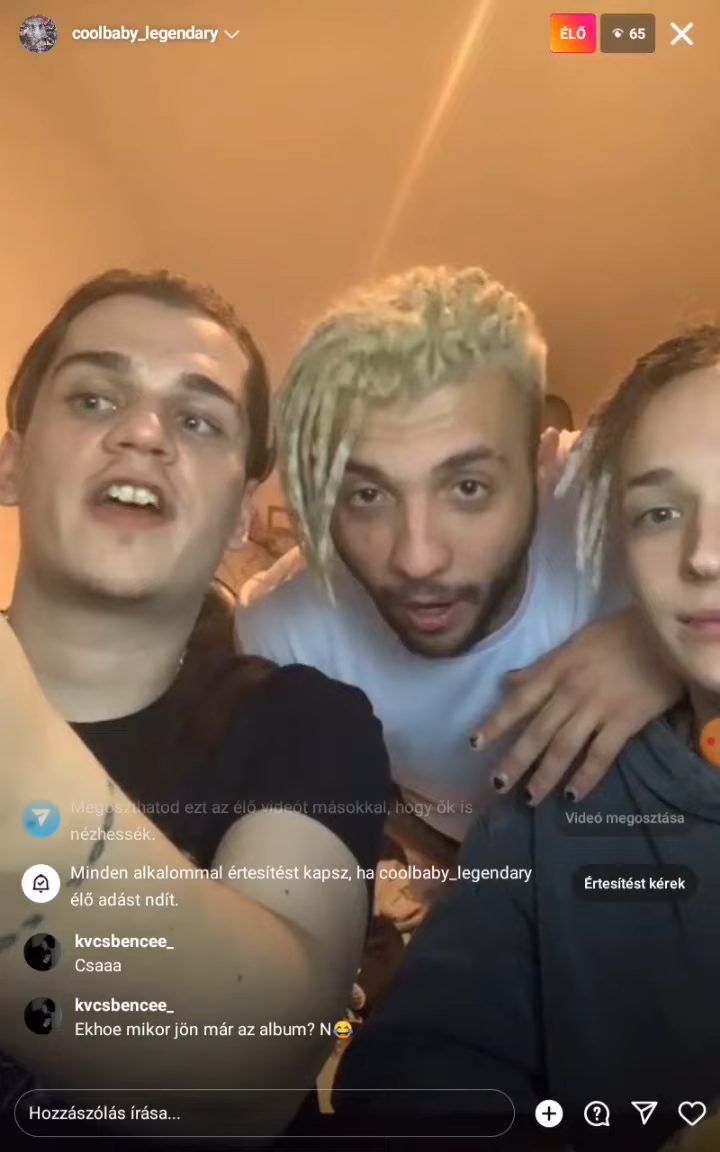 coolbaby_legendary
ÉLŐ
65
Megoszthatod ezt az élő videót másokkal, hogy ők is
nézhessék.
Videó megosztása
Minden alkalommal értesítést kapsz, ha coolbaby_legendary
élő adást ndít.
Értesítést kérek
kvcsbencee_
Csaaa
kvcsbencee_
Ekhoe mikor jön már az album? N😂
Hozzászólás írása...